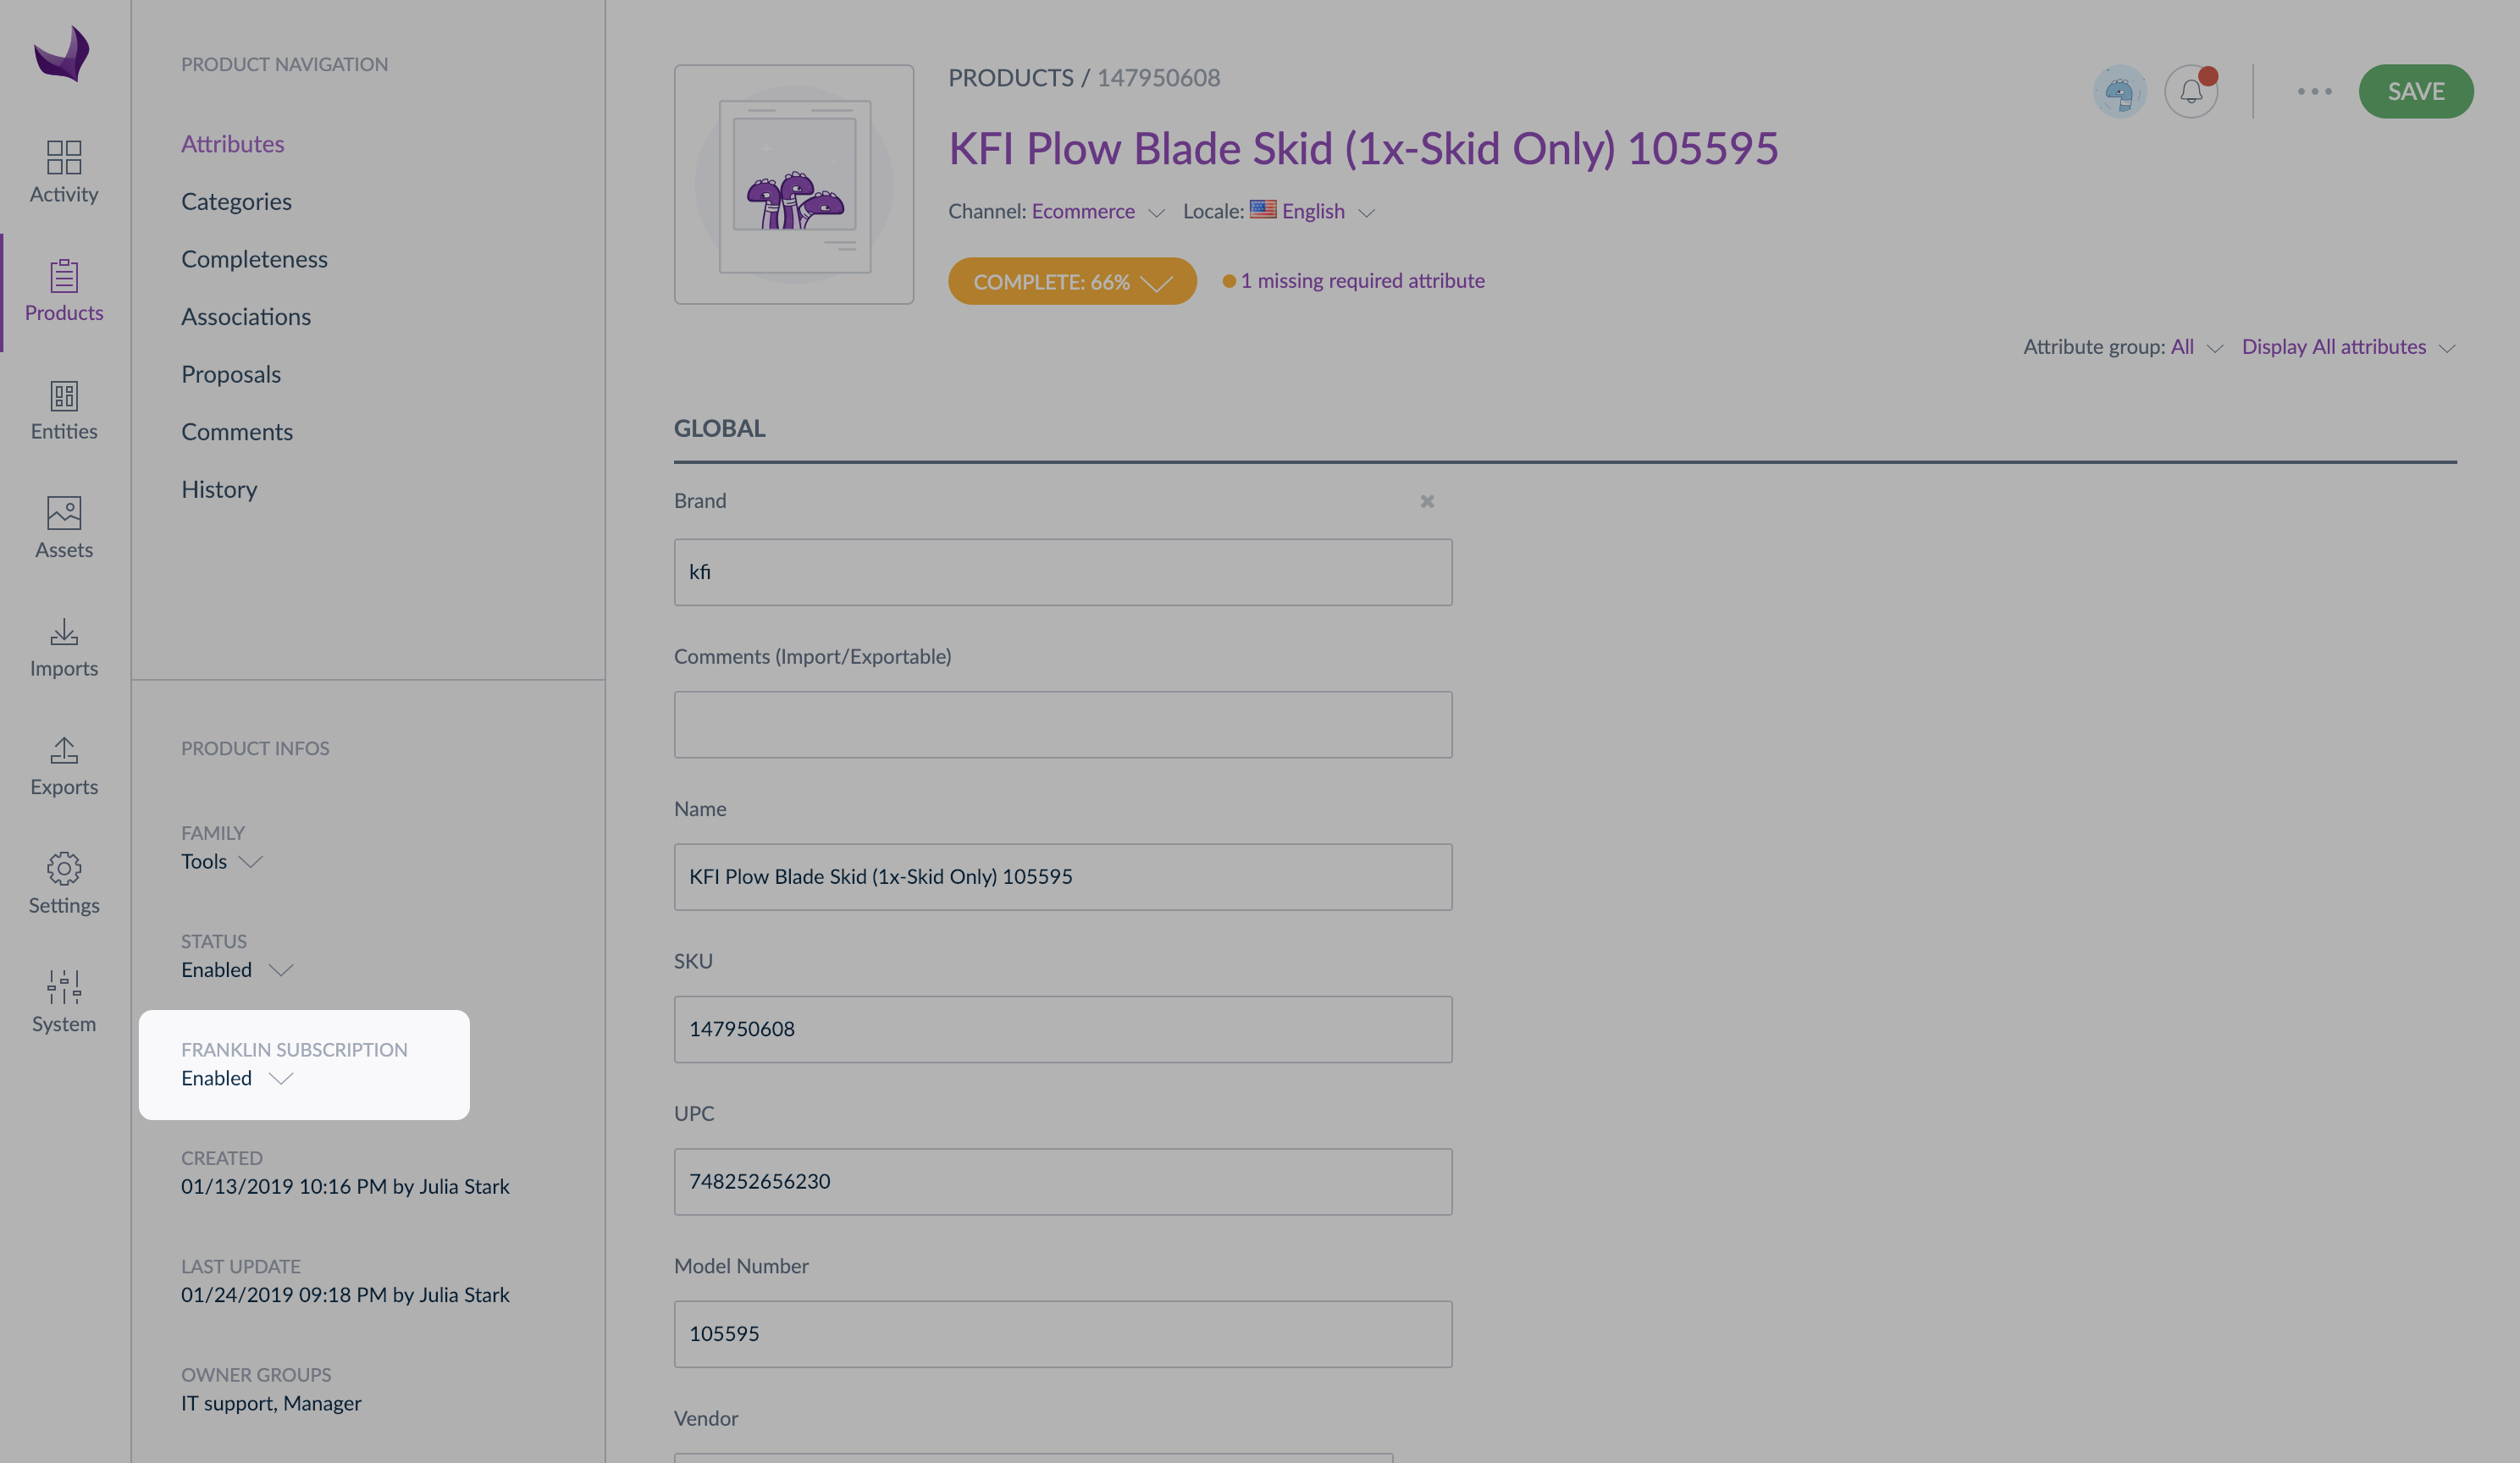 Activity
Products
Entities
Assets
Imports
Exports
Settings
System
PRODUCT NAVIGATION
Attributes
Categories
Completeness
Associations
Proposals
Comments
History
PRODUCT INFOS
FAMILY
Tools
STATUS
Enabled
FRANKLIN SUBSCRIPTION
Enabled
CREATED
01/13/2019 10:16 PM by Julia Stark
LAST UPDATE
01/24/2019 09:18 PM by Julia Stark
OWNER GROUPS
IT support, Manager
PRODUCTS / 147950608
SAVE
KFI Plow Blade Skid (1x-Skid Only) 105595
Channel: Ecommerce Locale: English
COMPLETE: 66% 1 missing required attribute
Attribute group: All Display All attributes
GLOBAL
Brand
kfi
Comments (Import/Exportable)
Name
KFI Plow Blade Skid (1x-Skid Only) 105595
SKU
147950608
UPC
748252656230
Model Number
105595
Vendor